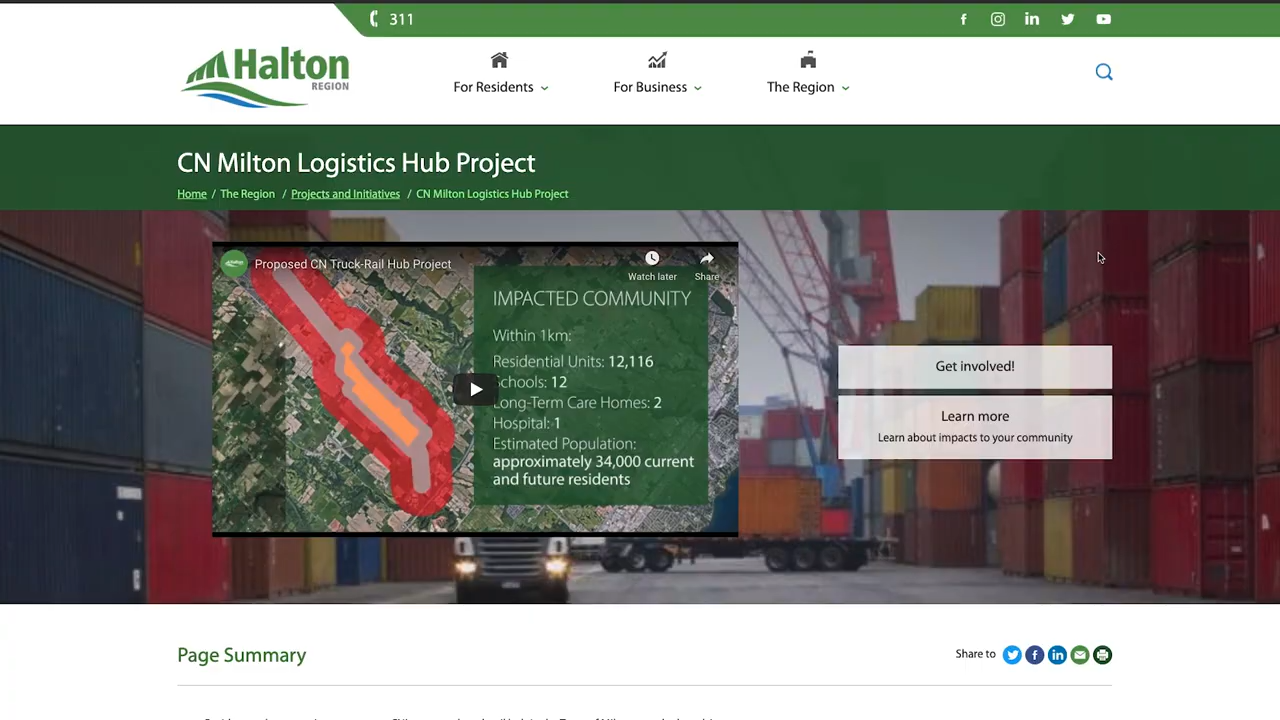 311
Halton
REGION
For Residents
For Business
The Region
CN Milton Logistics Hub Project
Home / The Region / Projects and Initiatives / CN Milton Logistics Hub Project
Proposed CN Truck-Rail Hub Project
Watch later
Share
IMPACTED COMMUNITY
Within 1km:
Residential Units: 12,116
Schools: 12
Long-Term Care Homes: 2
Hospital: 1
Estimated Population:
approximately 34,000 current
and future residents
Get involved!
Learn more
Learn about impacts to your community
Page Summary
Share to